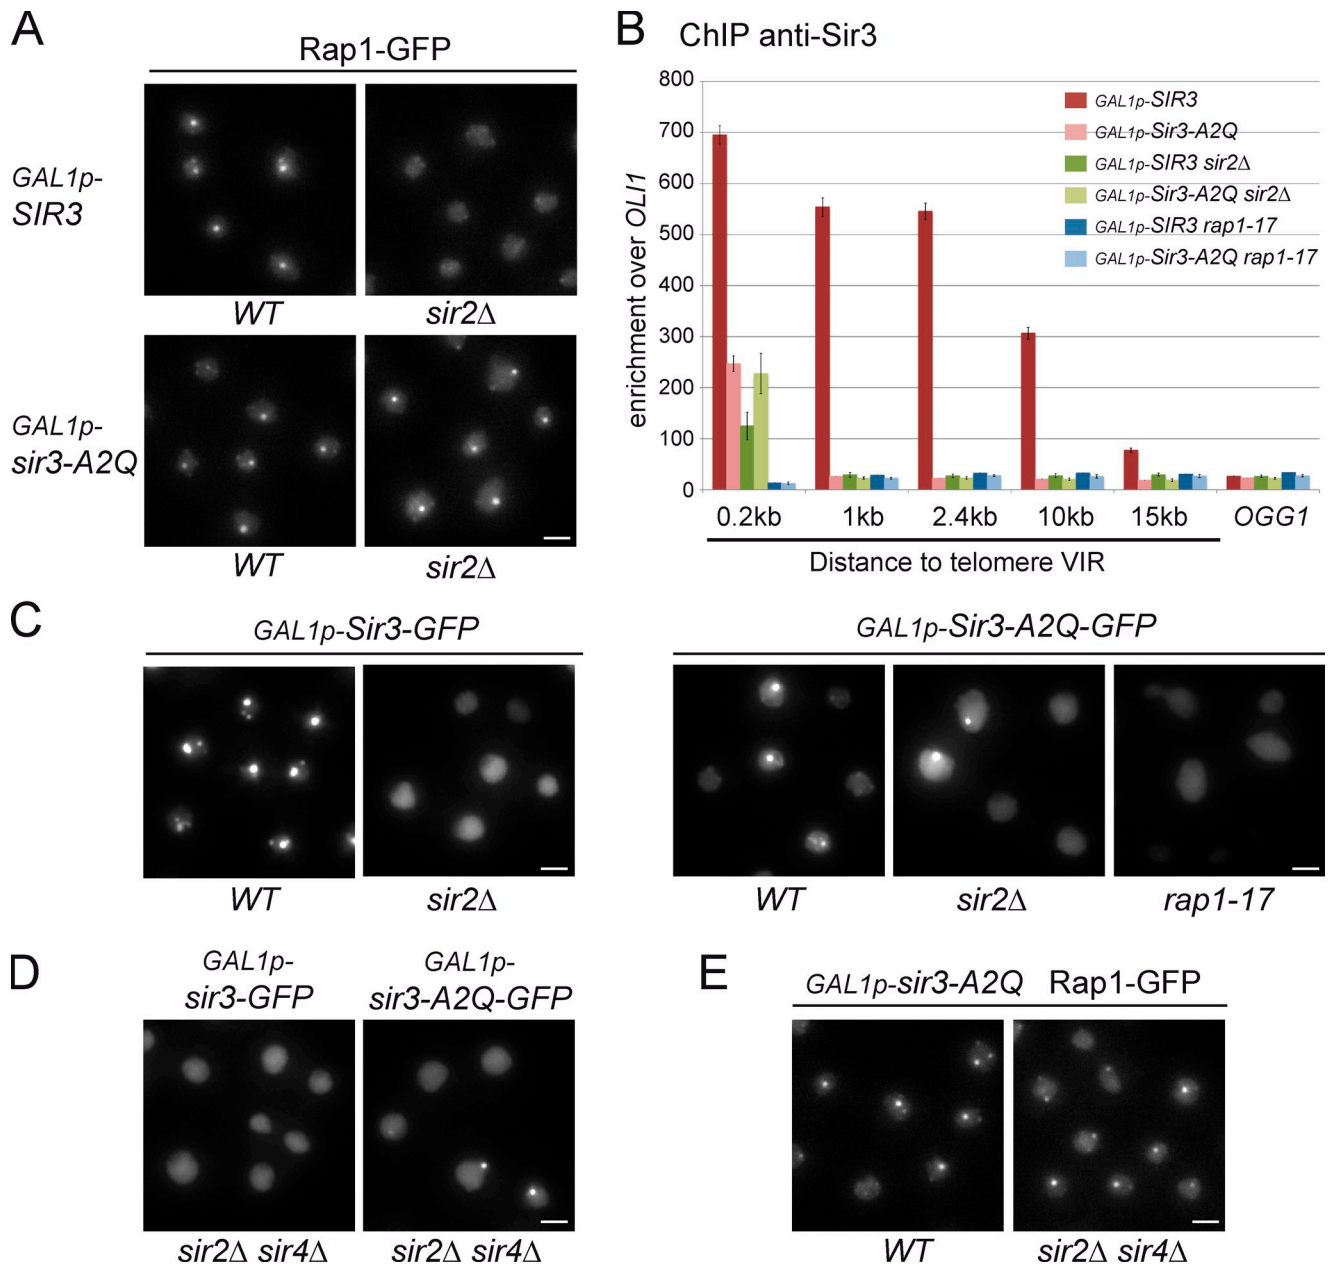 A
Rap1-GFP
GAL1p-
SIR3
WT
sir2Δ
GAL1p-
sir3-A2Q
WT
sir2Δ
B
ChIP anti-Sir3
enrichment over OLI1
800
700
600
500
400
300
200
100
0
GAL1p-SIR3
GAL1p-Sir3-A2Q
GAL1p-SIR3 sir2Δ
GAL1p-Sir3-A2Q sir2Δ
GAL1p-SIR3 rap1-17
GAL1p-Sir3-A2Q rap1-17
0.2kb 1kb 2.4kb 10kb 15kb OGG1
Distance to telomere VIR
C
GAL1p-Sir3-GFP
WT
sir2Δ
GAL1p-Sir3-A2Q-GFP
WT
sir2Δ
rap1-17
D
GAL1p-
sir3-GFP
GAL1p-
sir3-A2Q-GFP
sir2Δ sir4Δ
sir2Δ sir4Δ
E
GAL1p-sir3-A2Q Rap1-GFP
WT
sir2Δ sir4Δ